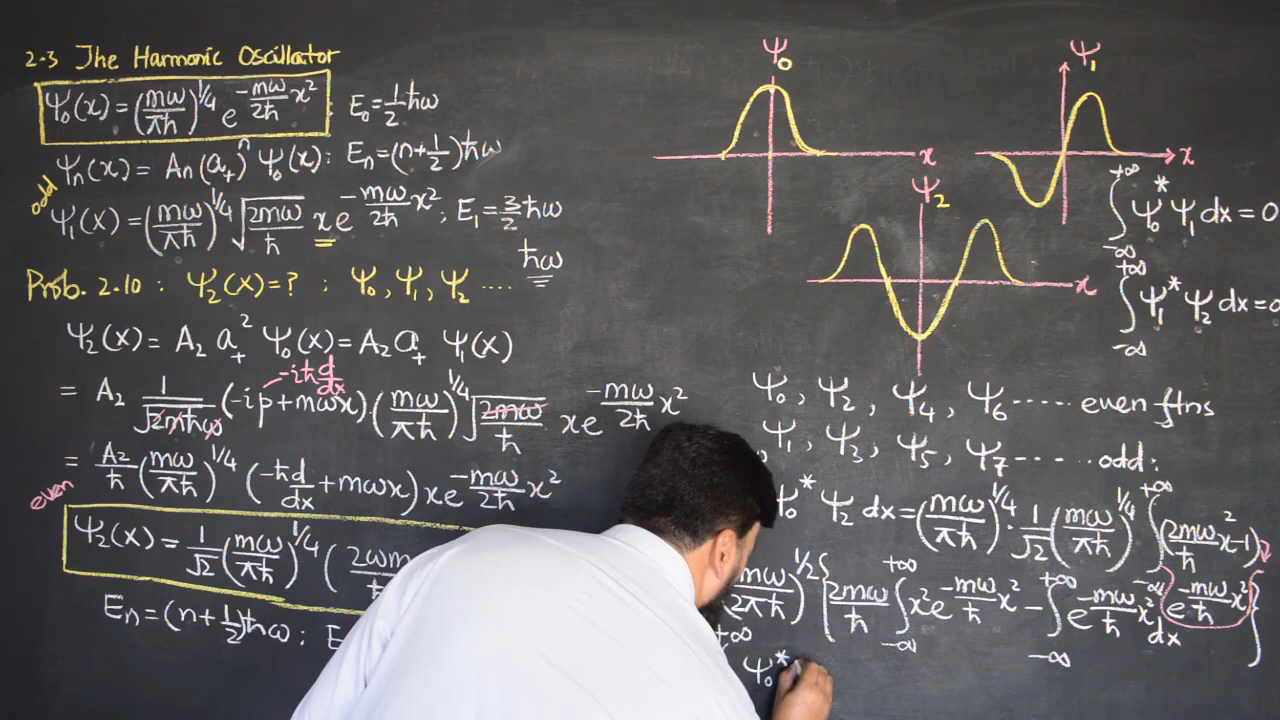 2.3 The Harmonic Oscillator
Ψ₀(x) = (mω/πħ)^1/4 e^-mω/2ħ x² ; E₀ = 1/2 ħω
Ψn(x) = An (a₊)^n Ψ₀(x) : En = (n+1/2)ħω
odd
Ψ₁(x) = (mω/πħ)^1/4 √2mω/ħ x e^-mω/2ħ x² ; E₁ = 3/2 ħω
ħω
Prob. 2.10 : Ψ₂(x) = ? ; Ψ₀, Ψ₁, Ψ₂ ....
Ψ₂(x) = A₂ a₊² Ψ₀(x) = A₂ a₊ Ψ₁(x)
-iħ d/dx
= A₂ 1/√2mħω (-ip + mωx) (mω/πħ)^1/4 √2mω/ħ x e^-mω/2ħ x²
= A₂/ħ (mω/πħ)^1/4 (-ħd/dx + mωx) x e^-mω/2ħ x²
even
Ψ₂(x) = 1/√2 (mω/πħ)^1/4 (2ωm
En = (n+1/2)ħω ; E
Ψ₀
x
Ψ₁
x
Ψ₂
x
∫-∞^+∞ Ψ₀* Ψ₁ dx = 0
∫-∞^+∞ Ψ₁* Ψ₂ dx = 0
Ψ₀, Ψ₂, Ψ₄, Ψ₆ ..... even ftns
Ψ₁, Ψ₃, Ψ₅, Ψ₇ ...... odd :
Ψ₀* Ψ₂ dx = (mω/πħ)^1/4 · 1/√2 (mω/πħ)^1/4 ∫-∞^+∞ (2mω/ħ x² - 1)
e^-mω/ħ x²
mω/2πħ)^1/2 { 2mω/ħ ∫-∞^+∞ x² e^-mω/ħ x² - ∫-∞^+∞ e^-mω/ħ x² dx }
+∞
Ψ₀*